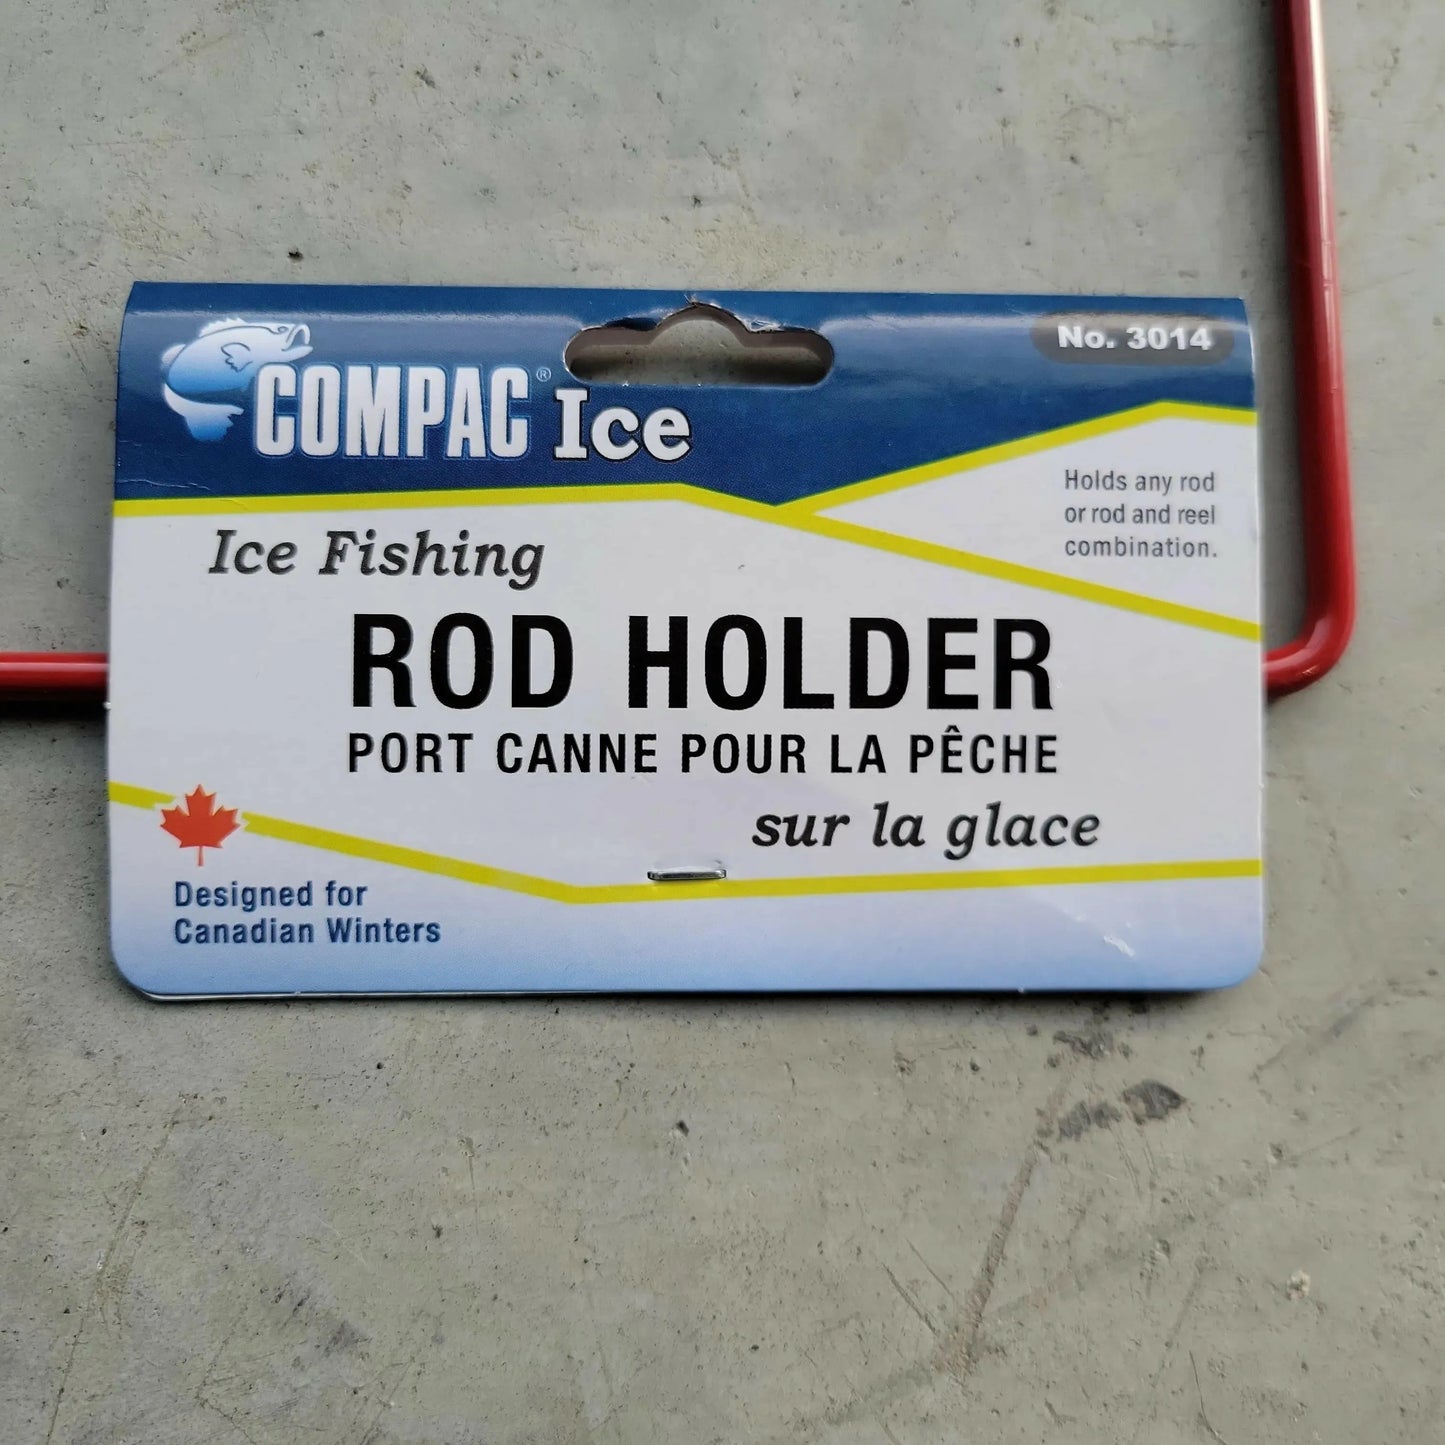 COMPAC® Ice
No. 3014
Holds any rod
or rod and reel
combination.
Ice Fishing
ROD HOLDER
PORT CANNE POUR LA PÊCHE
sur la glace
Designed for
Canadian Winters